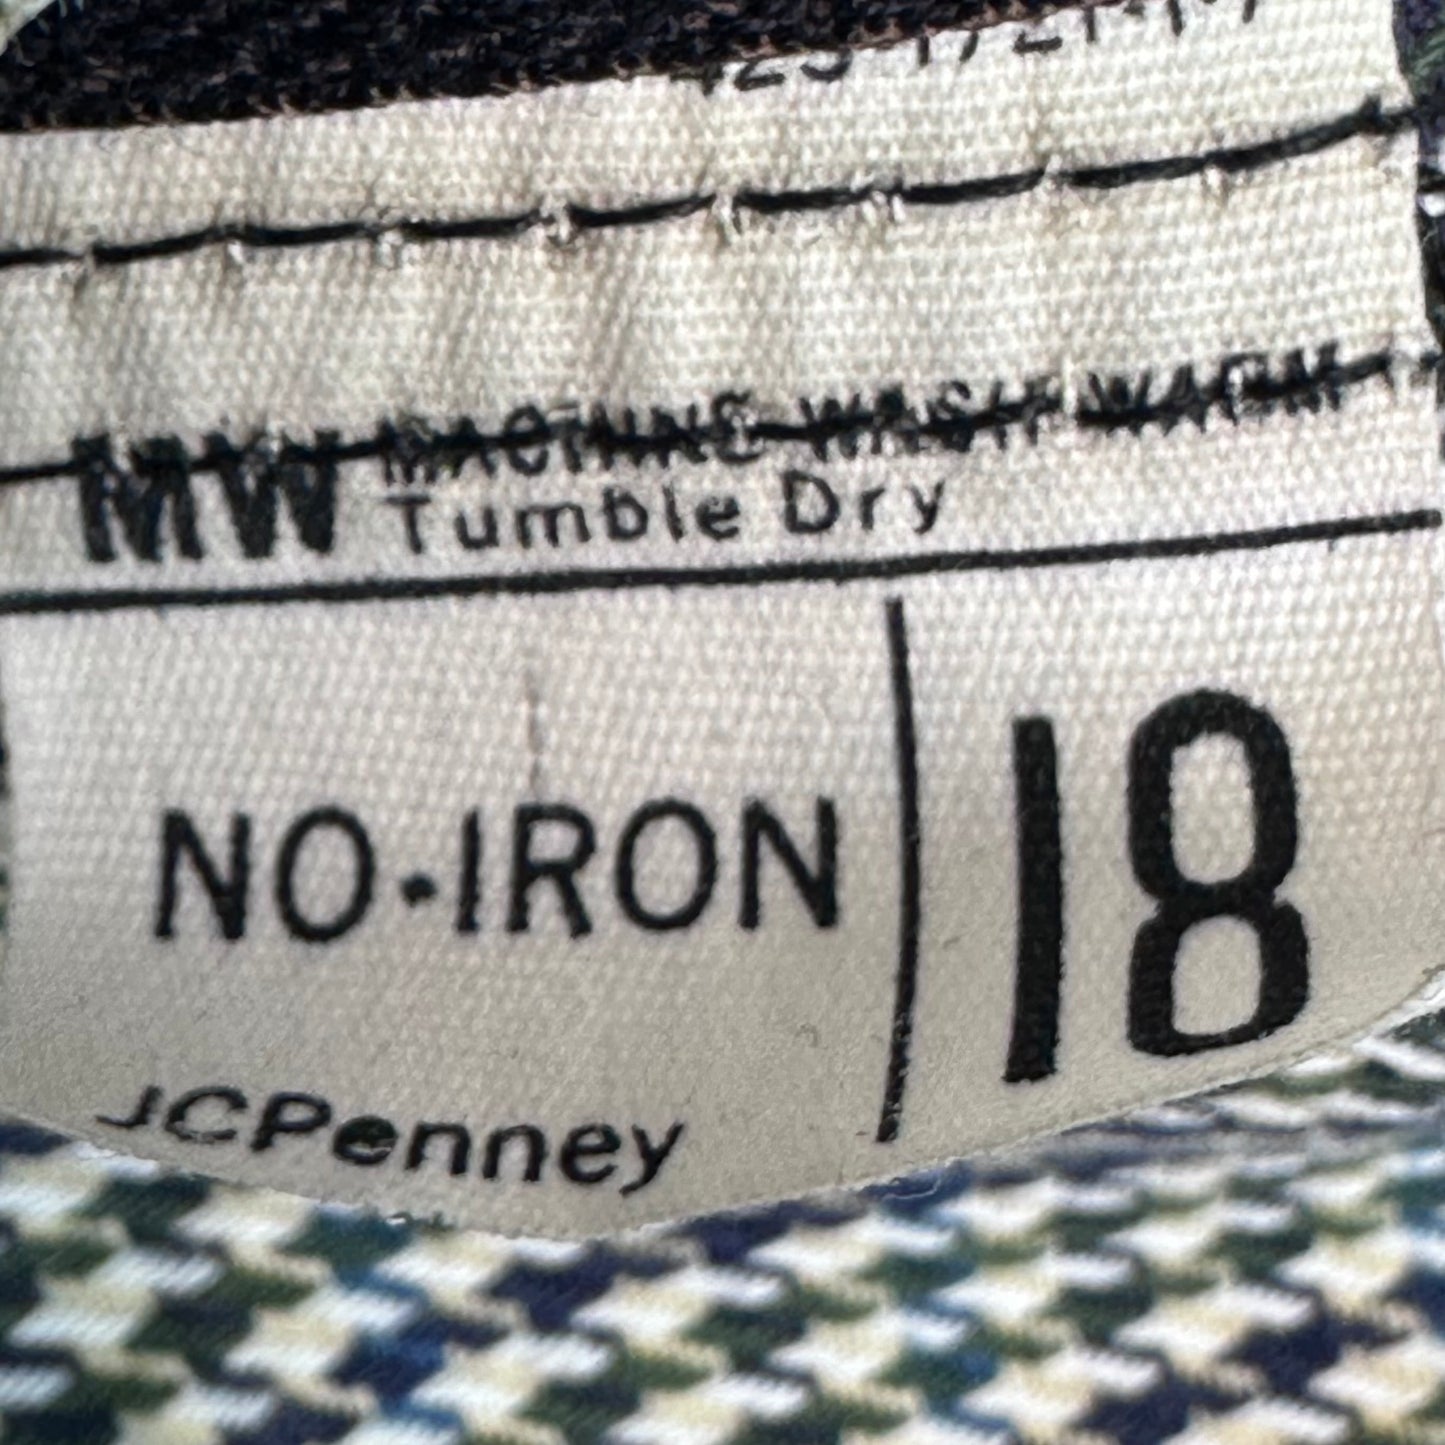 MW MACHINE WASH WARM
Tumble Dry
NO-IRON 18
JCPenney